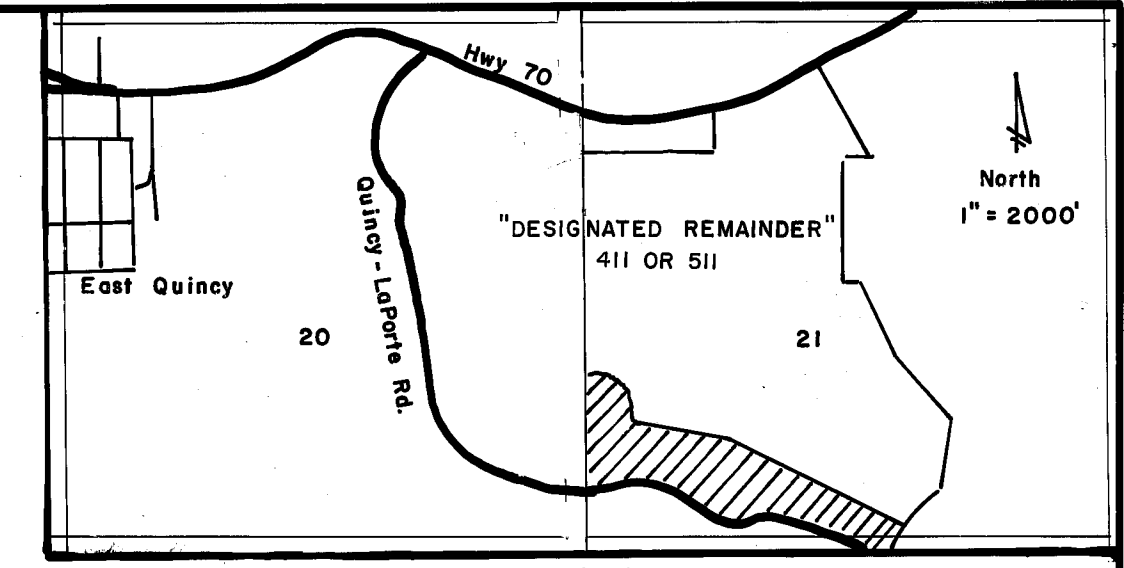 Hwy 70
North
1" = 2000'
Quincy - LaPorte Rd.
"DESIGNATED REMAINDER"
411 OR 511
East Quincy
20
21